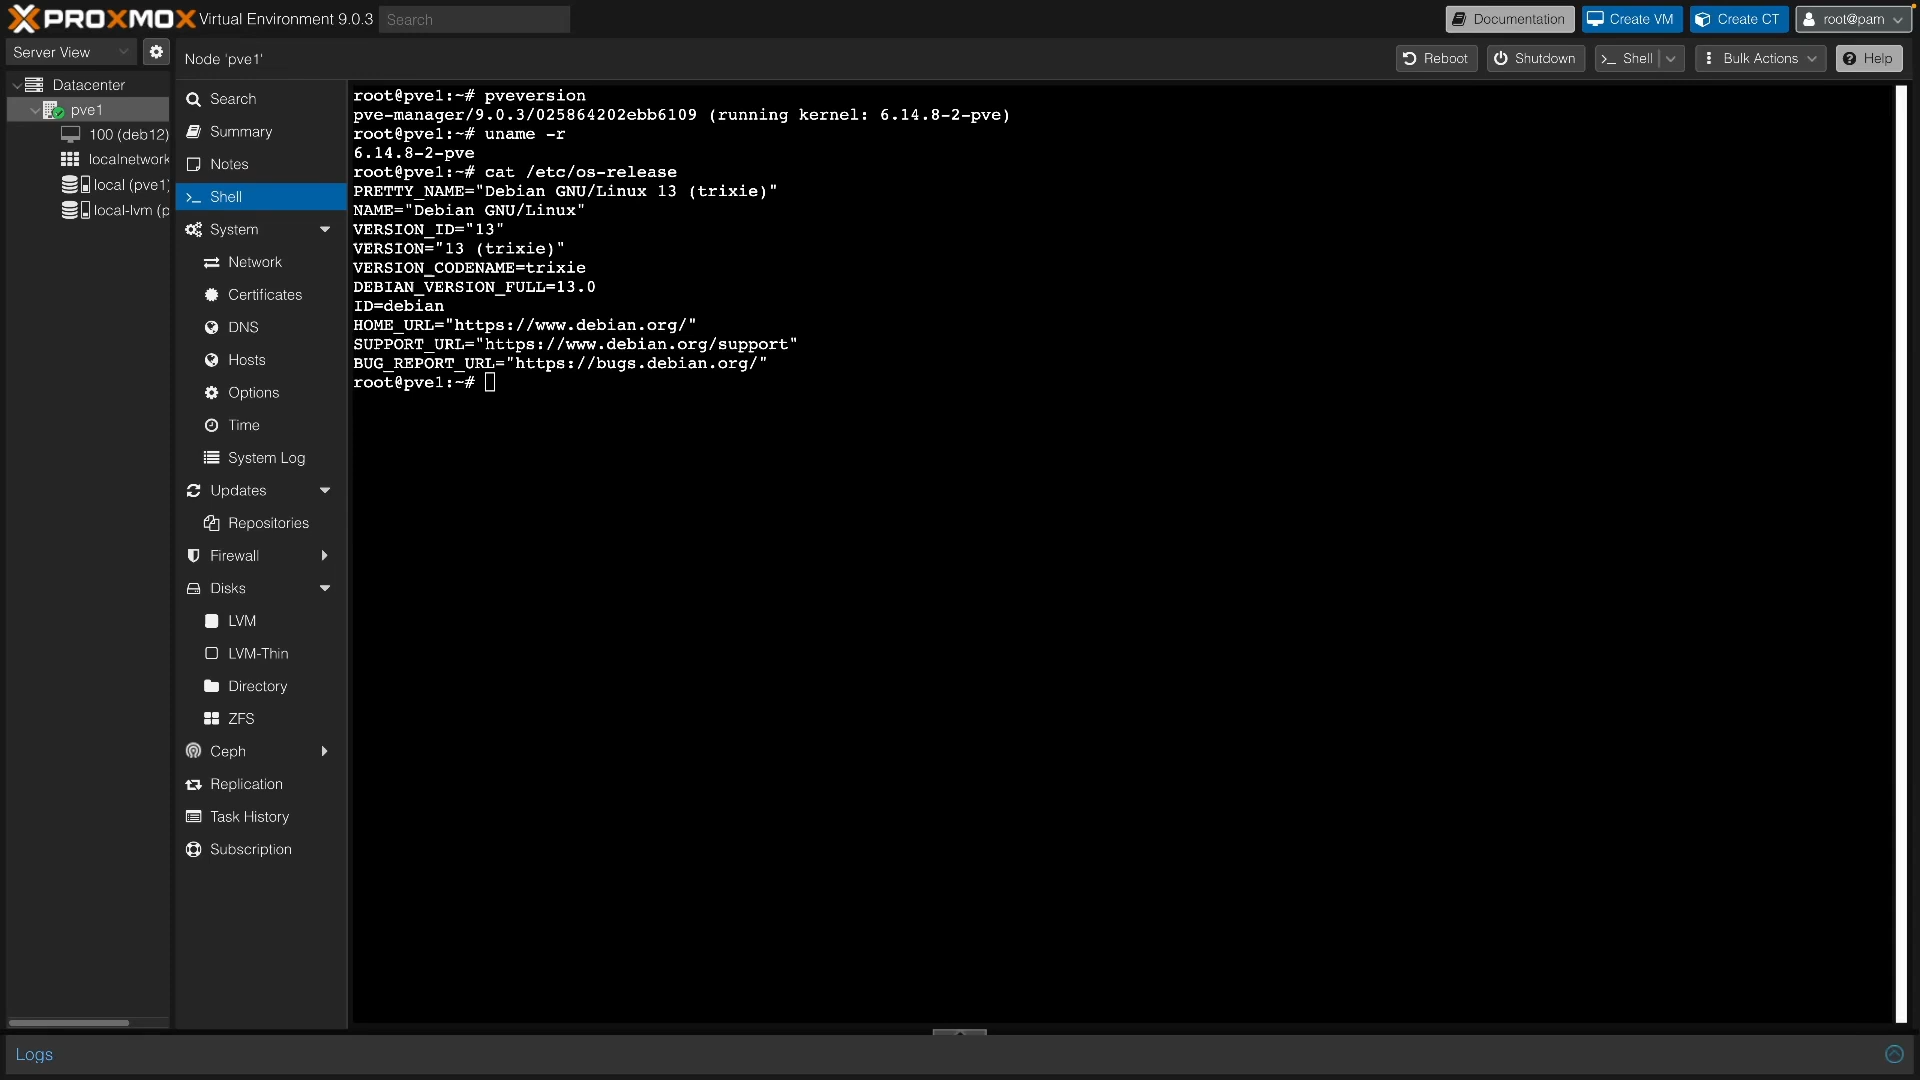 PROXMOX Virtual Environment 9.0.3 Search
Documentation Create VM Create CT root@pam
Server View
Node 'pve1'
Reboot Shutdown Shell Bulk Actions Help
Datacenter
pve1
100 (deb12)
localnetwork
local (pve1)
local-lvm (p
Search
Summary
Notes
Shell
System
Network
Certificates
DNS
Hosts
Options
Time
System Log
Updates
Repositories
Firewall
Disks
LVM
LVM-Thin
Directory
ZFS
Ceph
Replication
Task History
Subscription
root@pve1:~# pveversion
pve-manager/9.0.3/025864202ebb6109 (running kernel: 6.14.8-2-pve)
root@pve1:~# uname -r
6.14.8-2-pve
root@pve1:~# cat /etc/os-release
PRETTY_NAME="Debian GNU/Linux 13 (trixie)"
NAME="Debian GNU/Linux"
VERSION_ID="13"
VERSION="13 (trixie)"
VERSION_CODENAME=trixie
DEBIAN_VERSION_FULL=13.0
ID=debian
HOME_URL="https://www.debian.org/"
SUPPORT_URL="https://www.debian.org/support"
BUG_REPORT_URL="https://bugs.debian.org/"
root@pve1:~#
Logs